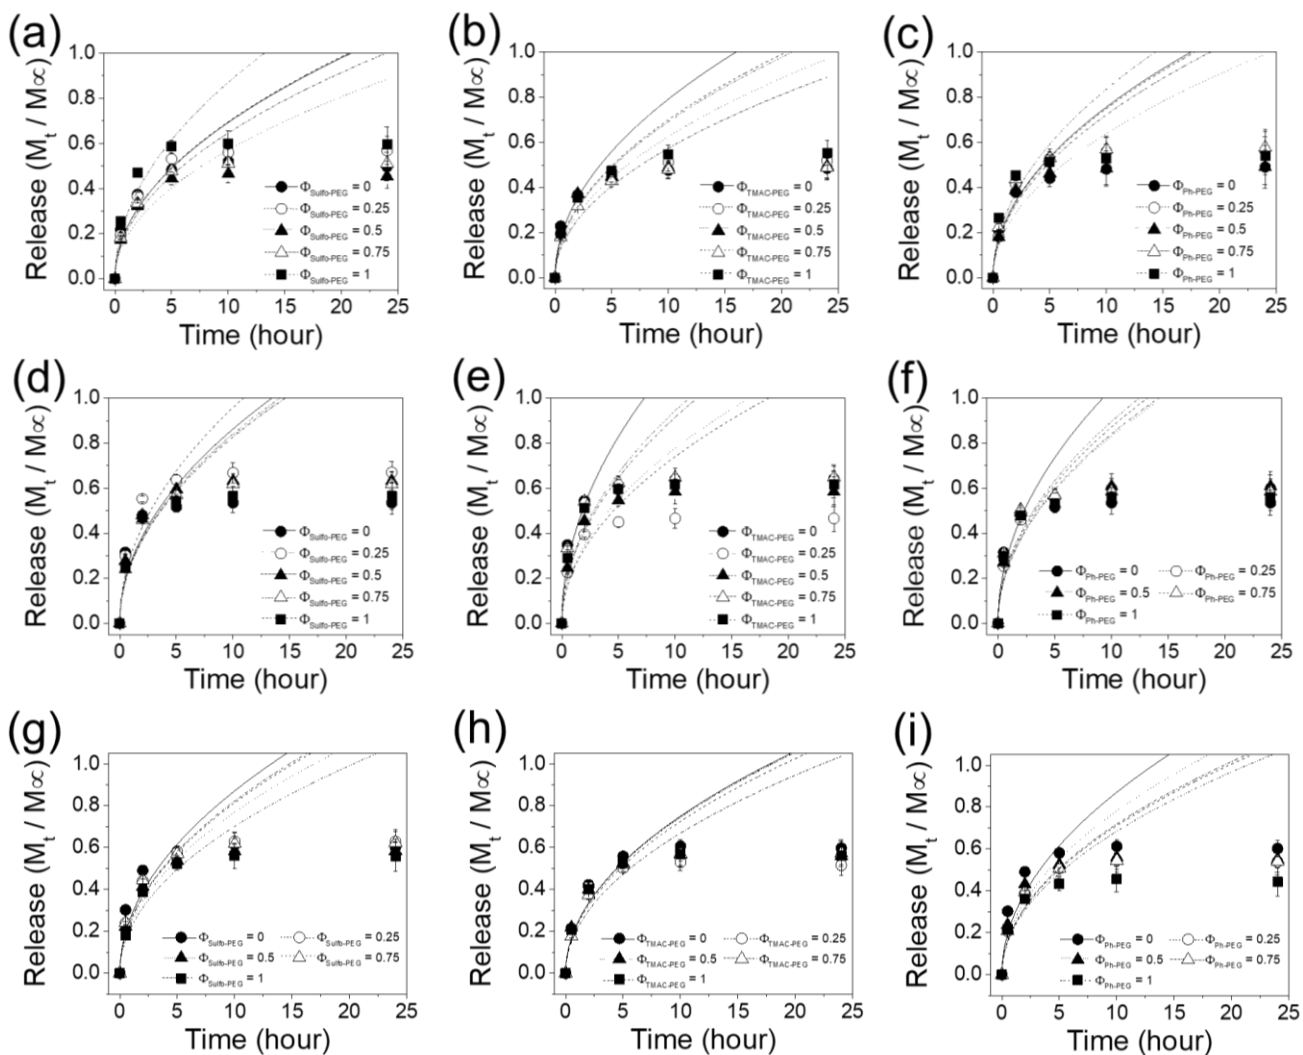 (a)
Release (Mt / M∝)
1.0
0.8
0.6
0.4
0.2
0.0
ΦSulfo-PEG = 0
ΦSulfo-PEG = 0.25
ΦSulfo-PEG = 0.5
ΦSulfo-PEG = 0.75
ΦSulfo-PEG = 1
0 5 10 15 20 25
Time (hour)
(b)
Release (Mt / M∝)
1.0
0.8
0.6
0.4
0.2
0.0
ΦTMAC-PEG = 0
ΦTMAC-PEG = 0.25
ΦTMAC-PEG = 0.5
ΦTMAC-PEG = 0.75
ΦTMAC-PEG = 1
0 5 10 15 20 25
Time (hour)
(c)
Release (Mt / M∝)
1.0
0.8
0.6
0.4
0.2
0.0
ΦPh-PEG = 0
ΦPh-PEG = 0.25
ΦPh-PEG = 0.5
ΦPh-PEG = 0.75
ΦPh-PEG = 1
0 5 10 15 20 25
Time (hour)
(d)
Release (Mt / M∝)
1.0
0.8
0.6
0.4
0.2
0.0
ΦSulfo-PEG = 0
ΦSulfo-PEG = 0.25
ΦSulfo-PEG = 0.5
ΦSulfo-PEG = 0.75
ΦSulfo-PEG = 1
0 5 10 15 20 25
Time (hour)
(e)
Release (Mt / M∝)
1.0
0.8
0.6
0.4
0.2
0.0
ΦTMAC-PEG = 0
ΦTMAC-PEG = 0.25
ΦTMAC-PEG = 0.5
ΦTMAC-PEG = 0.75
ΦTMAC-PEG = 1
0 5 10 15 20 25
Time (hour)
(f)
Release (Mt / M∝)
1.0
0.8
0.6
0.4
0.2
0.0
ΦPh-PEG = 0 ΦPh-PEG = 0.25
ΦPh-PEG = 0.5 ΦPh-PEG = 0.75
ΦPh-PEG = 1
0 5 10 15 20 25
Time (hour)
(g)
Release (Mt / M∝)
1.0
0.8
0.6
0.4
0.2
0.0
ΦSulfo-PEG = 0 ΦSulfo-PEG = 0.25
ΦSulfo-PEG = 0.5 ΦSulfo-PEG = 0.75
ΦSulfo-PEG = 1
0 5 10 15 20 25
Time (hour)
(h)
Release (Mt / M∝)
1.0
0.8
0.6
0.4
0.2
0.0
ΦTMAC-PEG = 0 ΦTMAC-PEG = 0.25
ΦTMAC-PEG = 0.5 ΦTMAC-PEG = 0.75
ΦTMAC-PEG = 1
0 5 10 15 20 25
Time (hour)
(i)
Release (Mt / M∝)
1.0
0.8
0.6
0.4
0.2
0.0
ΦPh-PEG = 0 ΦPh-PEG = 0.25
ΦPh-PEG = 0.5 ΦPh-PEG = 0.75
ΦPh-PEG = 1
0 5 10 15 20 25
Time (hour)